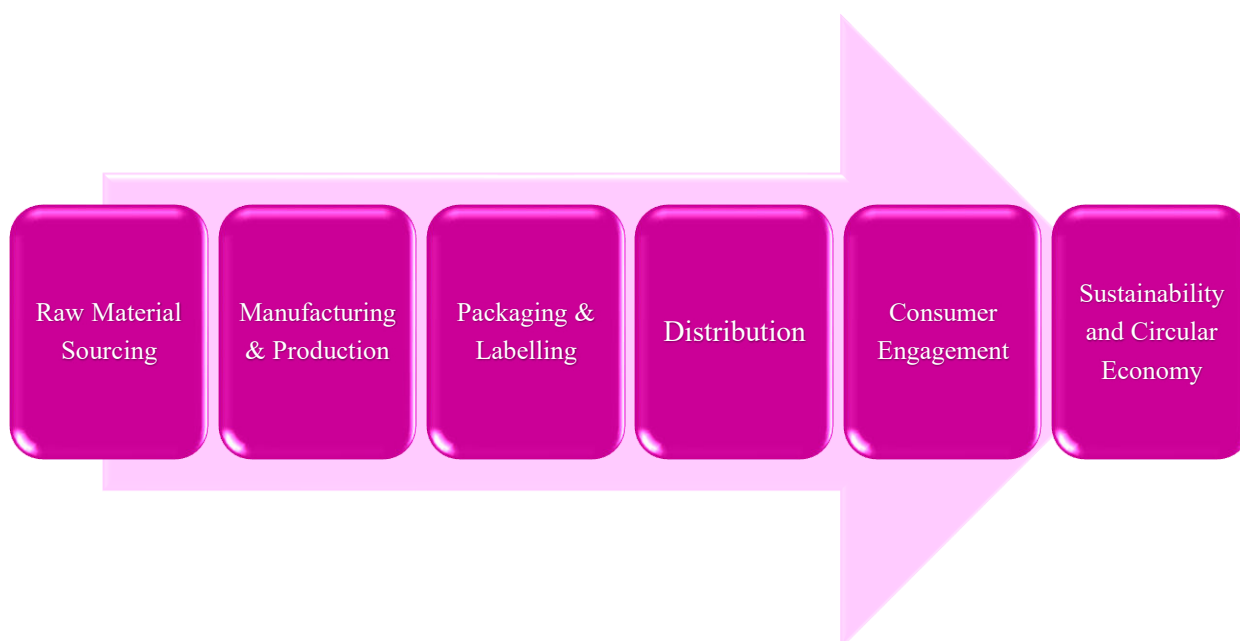 Raw Material
Sourcing
Manufacturing
& Production
Packaging &
Labelling
Distribution
Consumer
Engagement
Sustainability
and Circular
Economy